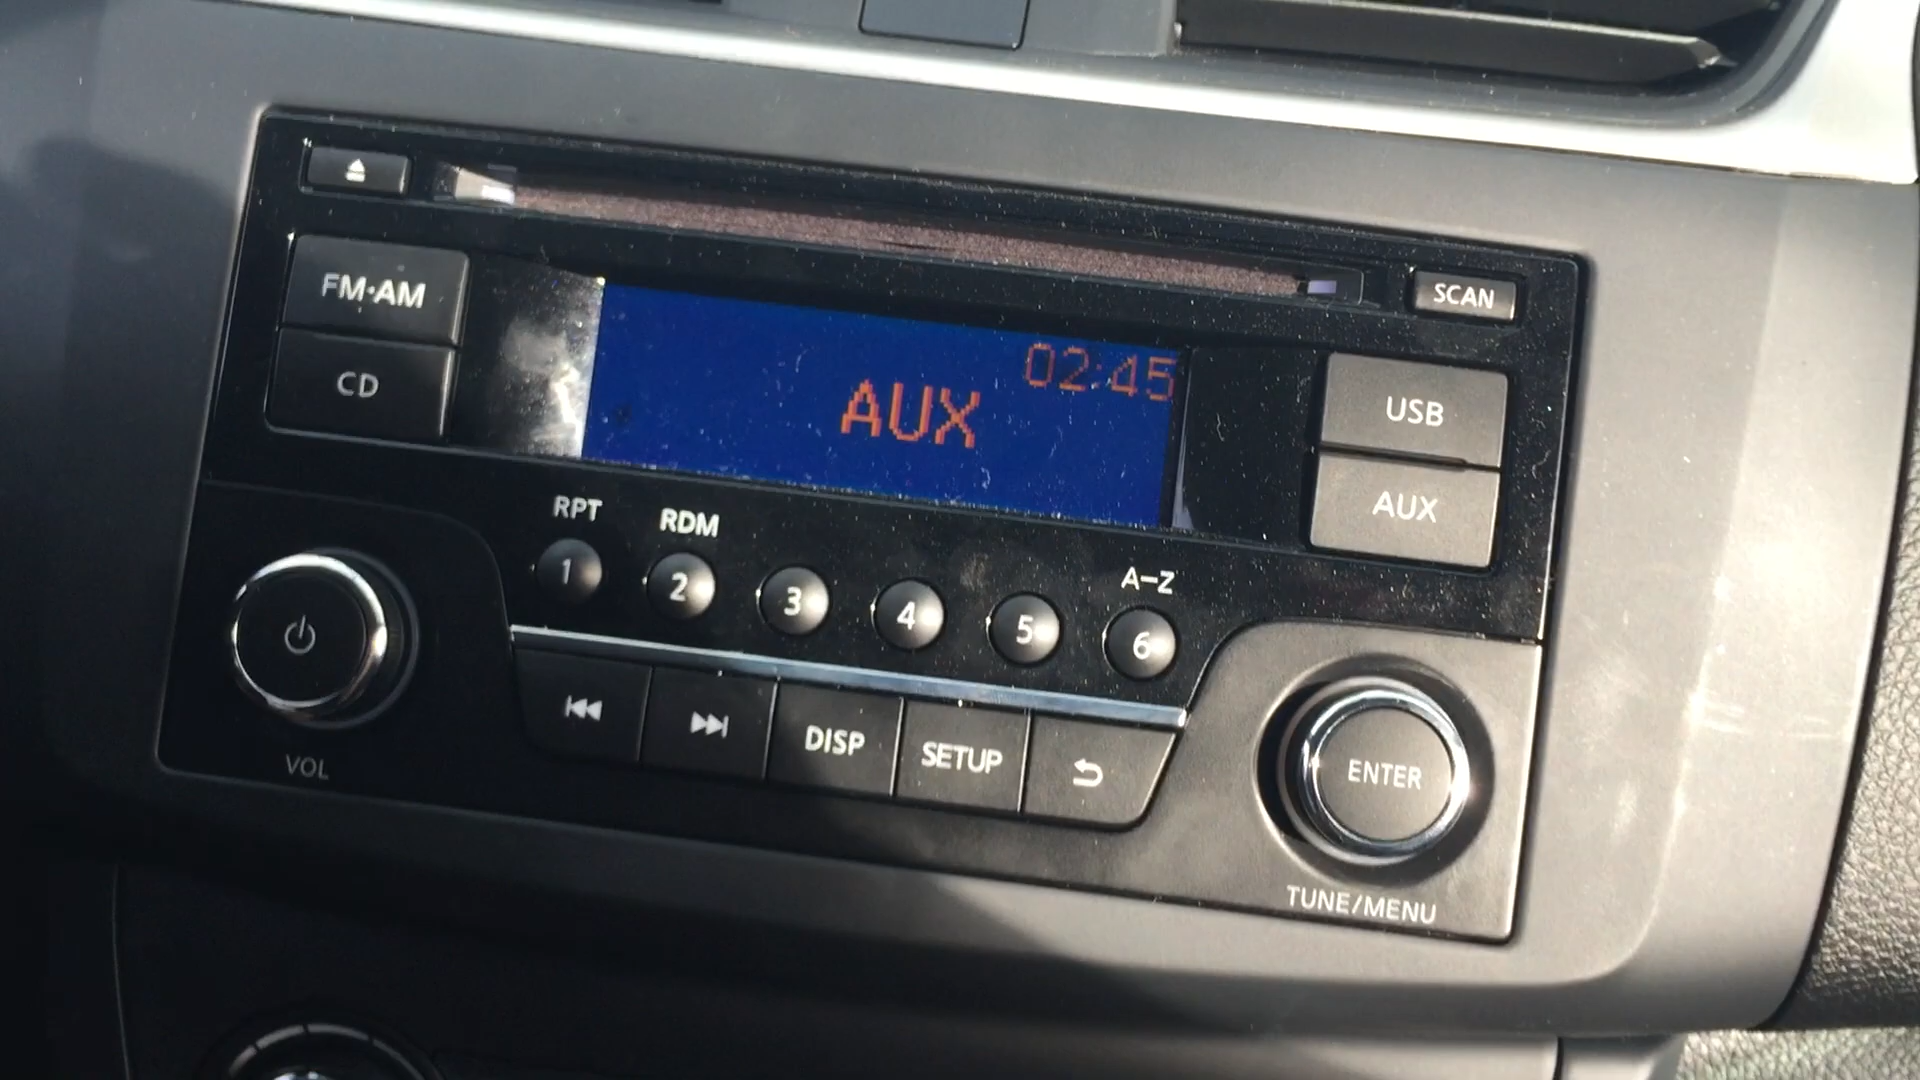 FM·AM
SCAN
CD
02:45
AUX
USB
AUX
RPT
RDM
A–Z
1
2
3
4
5
6
VOL
DISP
SETUP
ENTER
TUNE/MENU